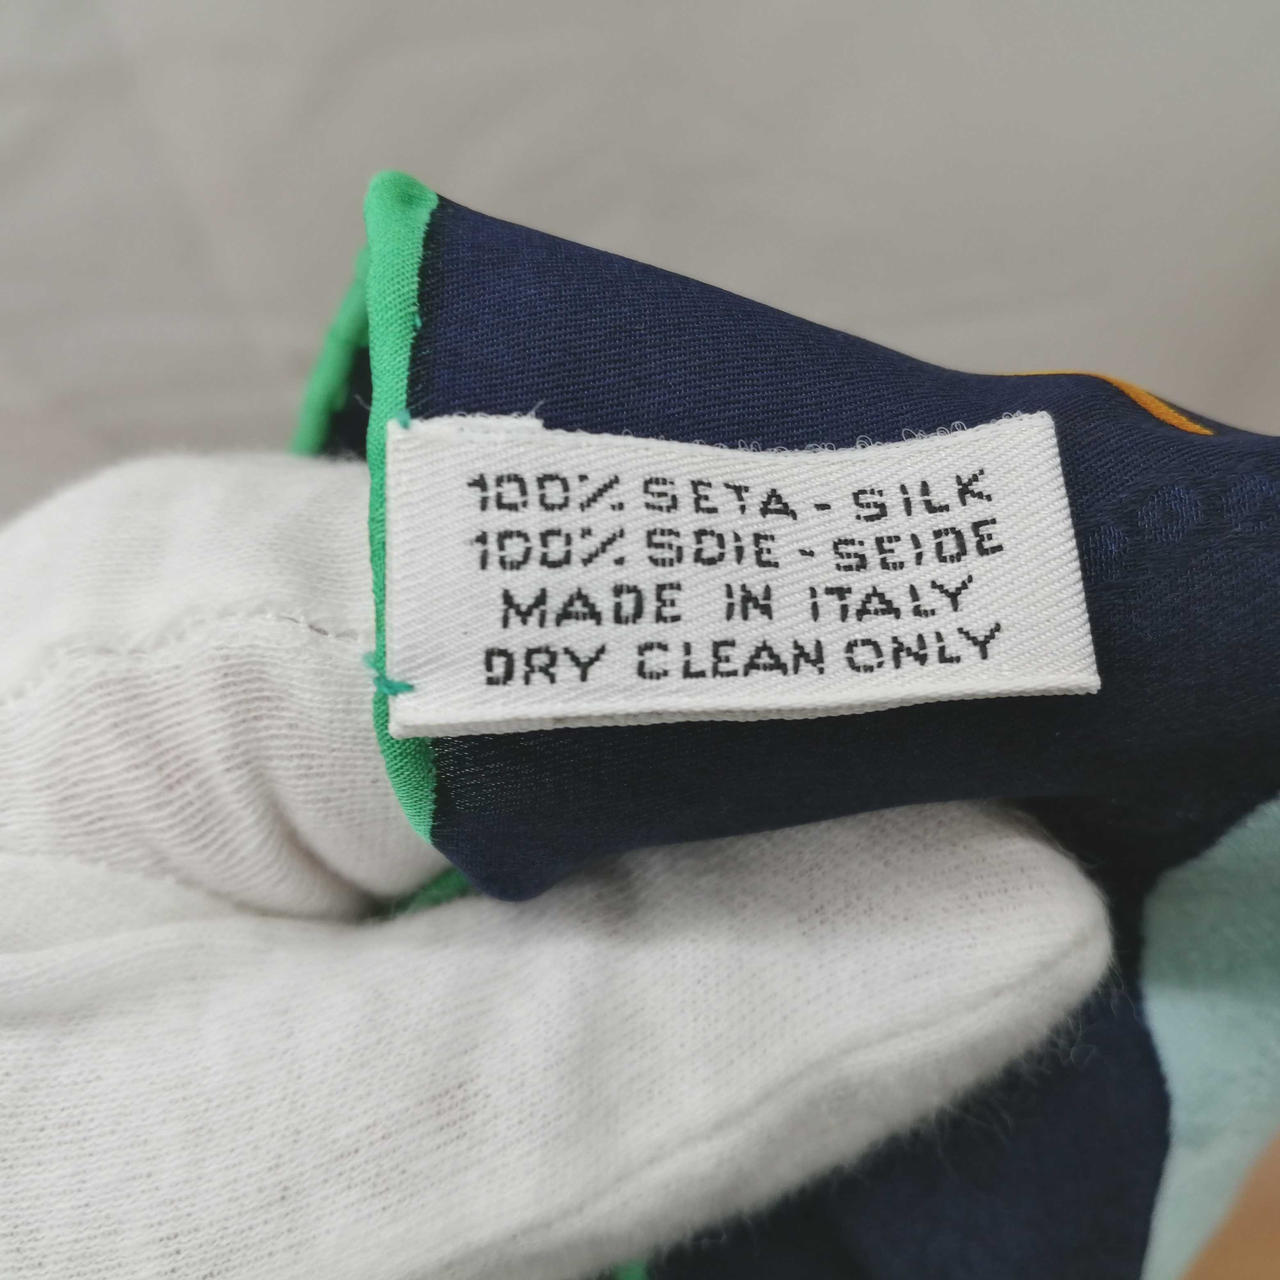 100% SETA - SILK
100% SOIE - SEIDE
MADE IN ITALY
DRY CLEAN ONLY